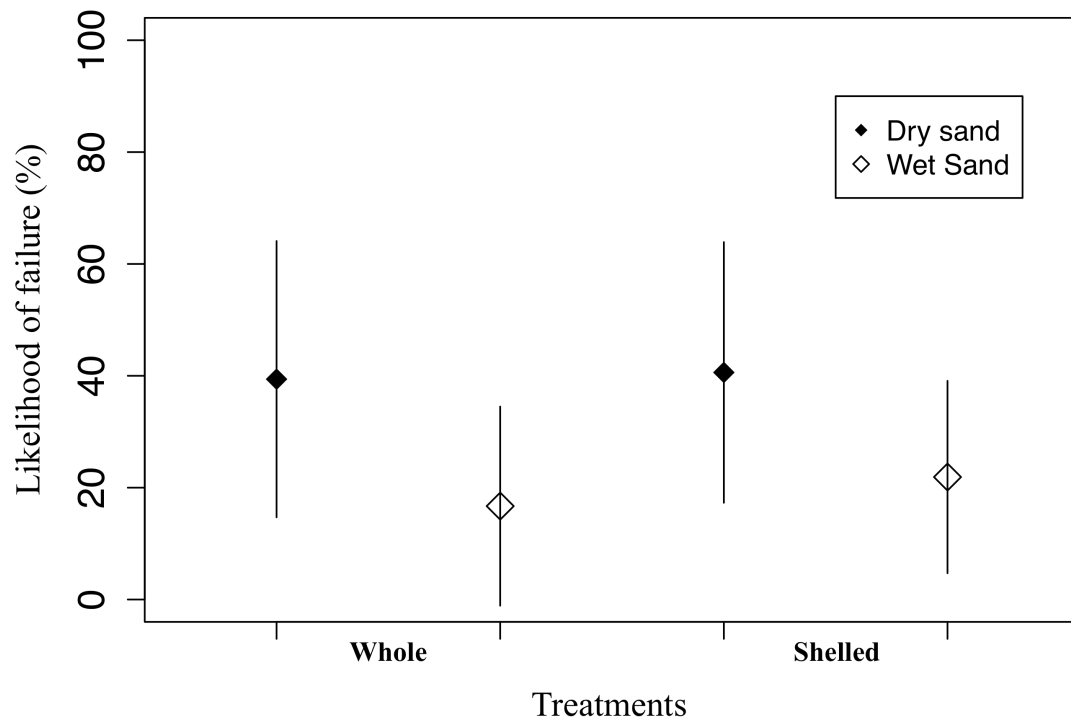 Likelihood of failure (%)
100
80
60
40
20
0
Dry sand
Wet Sand
Whole
Shelled
Treatments